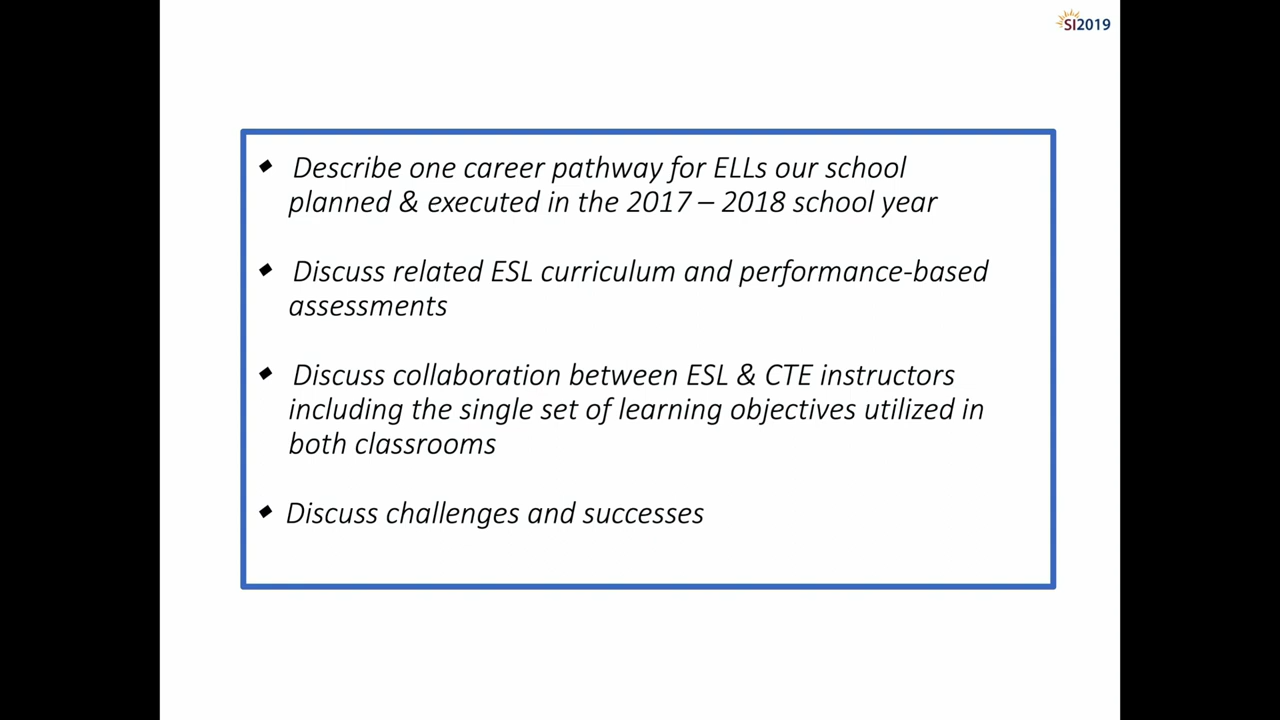 SI2019
◆ Describe one career pathway for ELLs our school
planned & executed in the 2017 – 2018 school year
◆ Discuss related ESL curriculum and performance-based
assessments
◆ Discuss collaboration between ESL & CTE instructors
including the single set of learning objectives utilized in
both classrooms
◆ Discuss challenges and successes